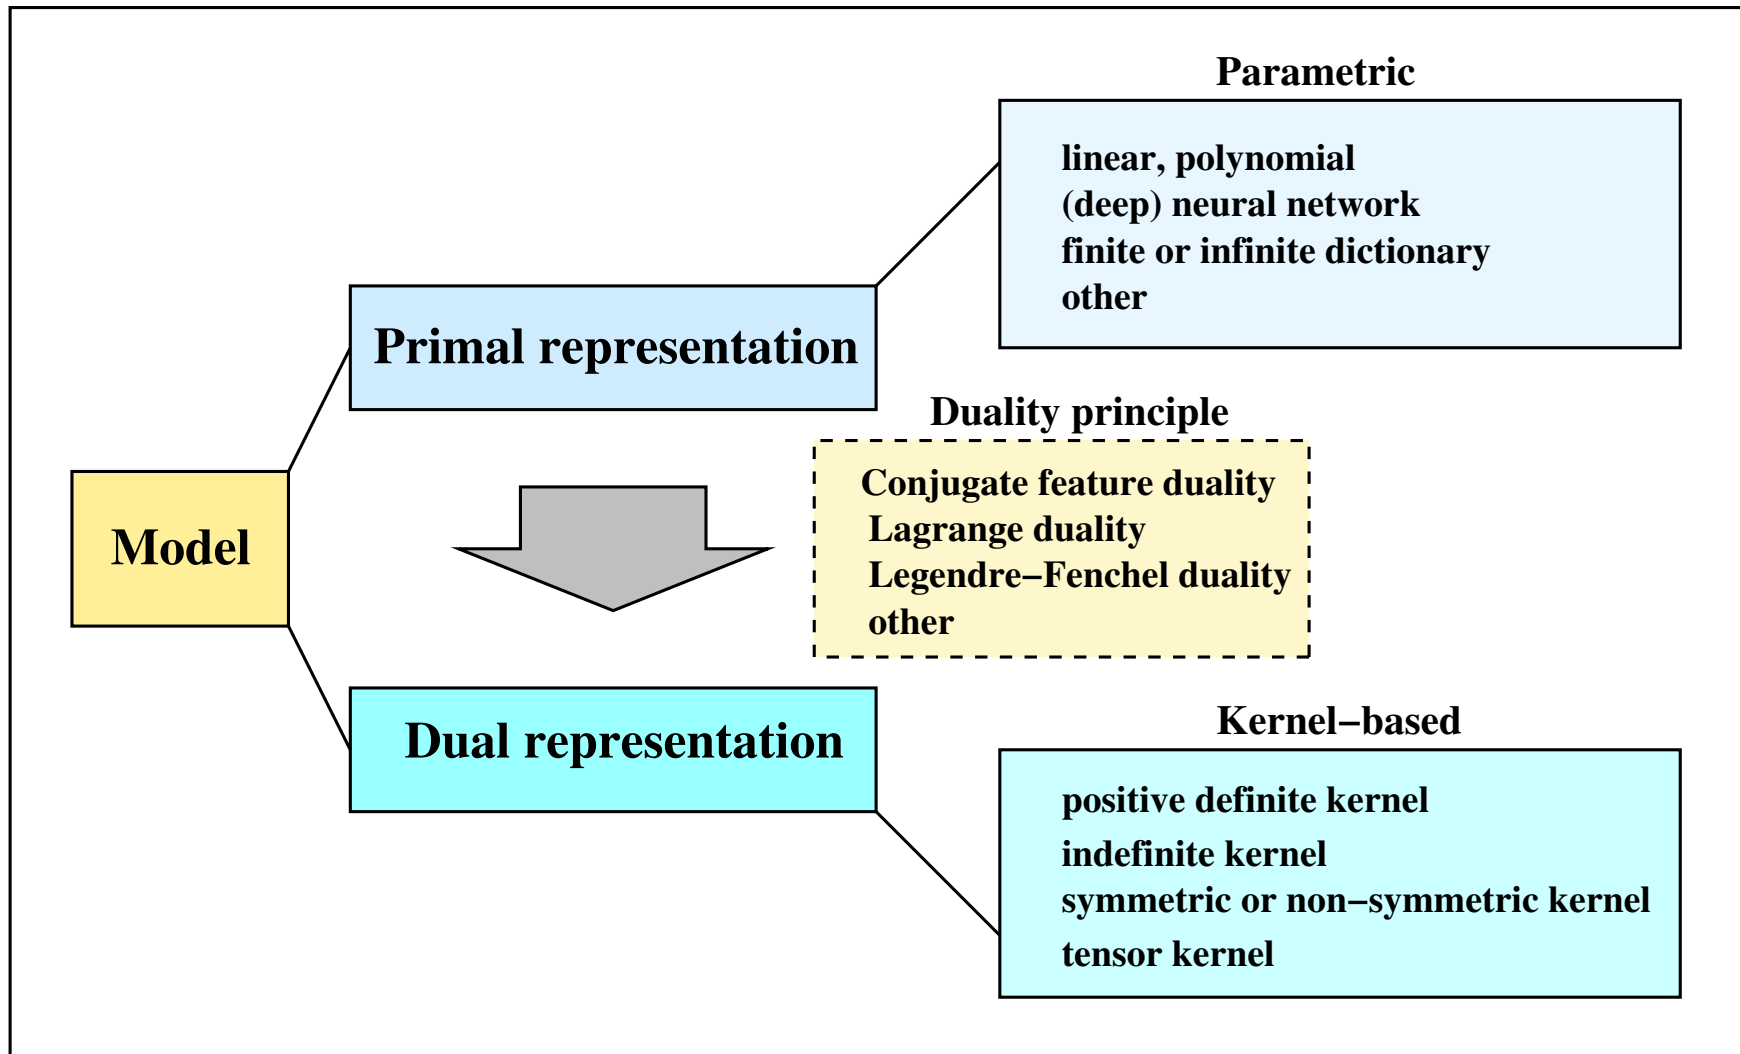 Parametric
linear, polynomial
(deep) neural network
finite or infinite dictionary
other
Primal representation
Duality principle
Conjugate feature duality
Lagrange duality
Legendre−Fenchel duality
other
Model
Dual representation
Kernel−based
positive definite kernel
indefinite kernel
symmetric or non−symmetric kernel
tensor kernel